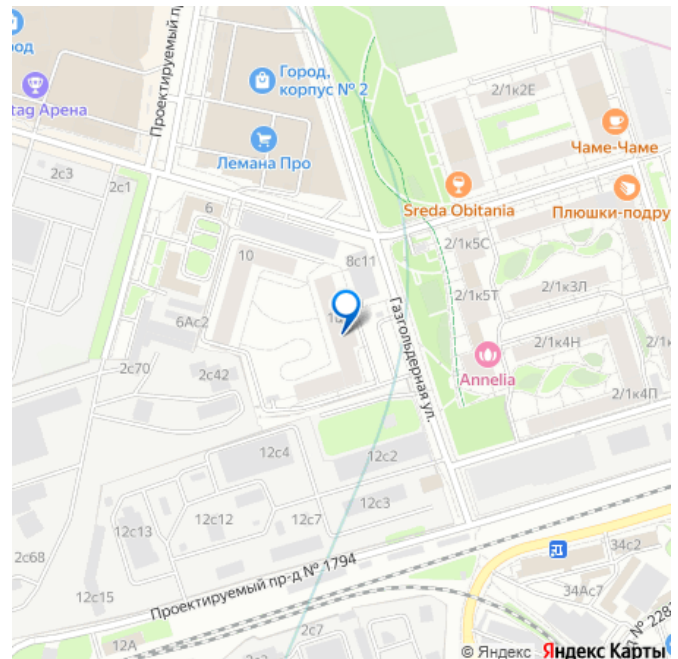 Проектируемый пр
род
tag Арена
Город,
корпус № 2
Лемана Про
2/1к2Е
Чаме-Чаме
Sreda Obitania
Плюшки-подру
2с3
2с1
6
10
8с11
2/1к5С
2/1к5Т
2/1к3Л
6Ас2
Газгольдерная ул.
2/1к4Н
Annelia
2с70
2с42
2/1к4П
12с4
12с2
12с13
12с12
12с7
12с3
2с68
12с15
Проектируемый пр-д № 1794
34с2
34Ас7
12А
2с7
д № 228
© Яндекс Яндекс Карты